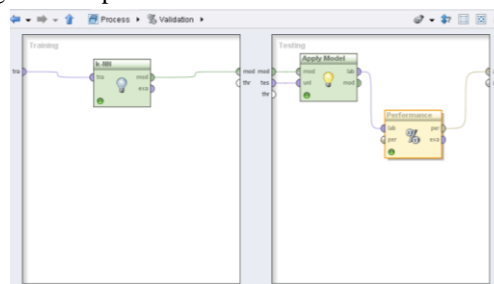 Process ▸ Validation ▸
Training
Testing
k-NN
tra tra mod mod
exa thr
Apply Model
mod mod lab
tes unl mod
thr
Performance
lab per
per exa